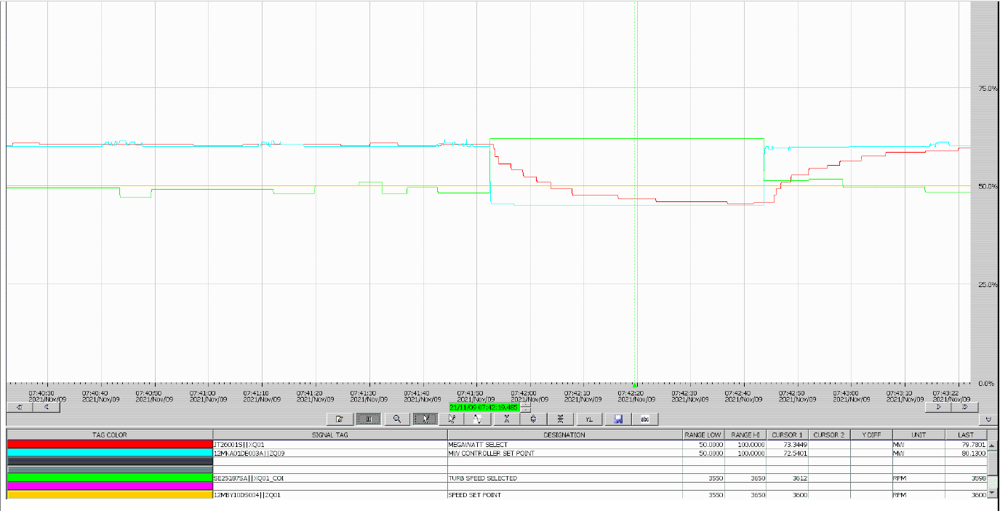 75.0%
50.0%
25.0%
0.0%
07:40:30 07:40:40 07:40:50 07:41:00 07:41:10 07:41:20 07:41:30 07:41:40 07:41:50 07:42:00 07:42:10 07:42:20 07:42:30 07:42:40 07:42:50 07:43:00 07:43:10 07:43:22
2021/Nov/09 2021/Nov/09 2021/Nov/09 2021/Nov/09 2021/Nov/09 2021/Nov/09 2021/Nov/09 2021/Nov/09 2021/Nov/09 2021/Nov/09 2021/Nov/09 2021/Nov/09 2021/Nov/09 2021/Nov/09 2021/Nov/09 2021/Nov/09 2021/Nov/09 2021/Nov/09
21/11/09 07:42:19.485
Y1. abc
TAG COLOR SIGNAL TAG DESIGNATION RANGE LOW RANGE HI CURSOR 1 CURSOR 2 Y DIFF UNIT LAST
JT26001S||XQ01 MEGAWATT SELECT 50.0000 100.0000 73.3449 MW 79.7801
12MKA01DE003A||ZQ09 MW CONTROLLER SET POINT 50.0000 100.0000 72.5401 MW 80.1300
SE25187SA||XQ01_COI TURB SPEED SELECTED 3550 3650 3612 RPM 3598
12MBY10DS004||ZQ01 SPEED SET POINT 3550 3650 3600 RPM 3600